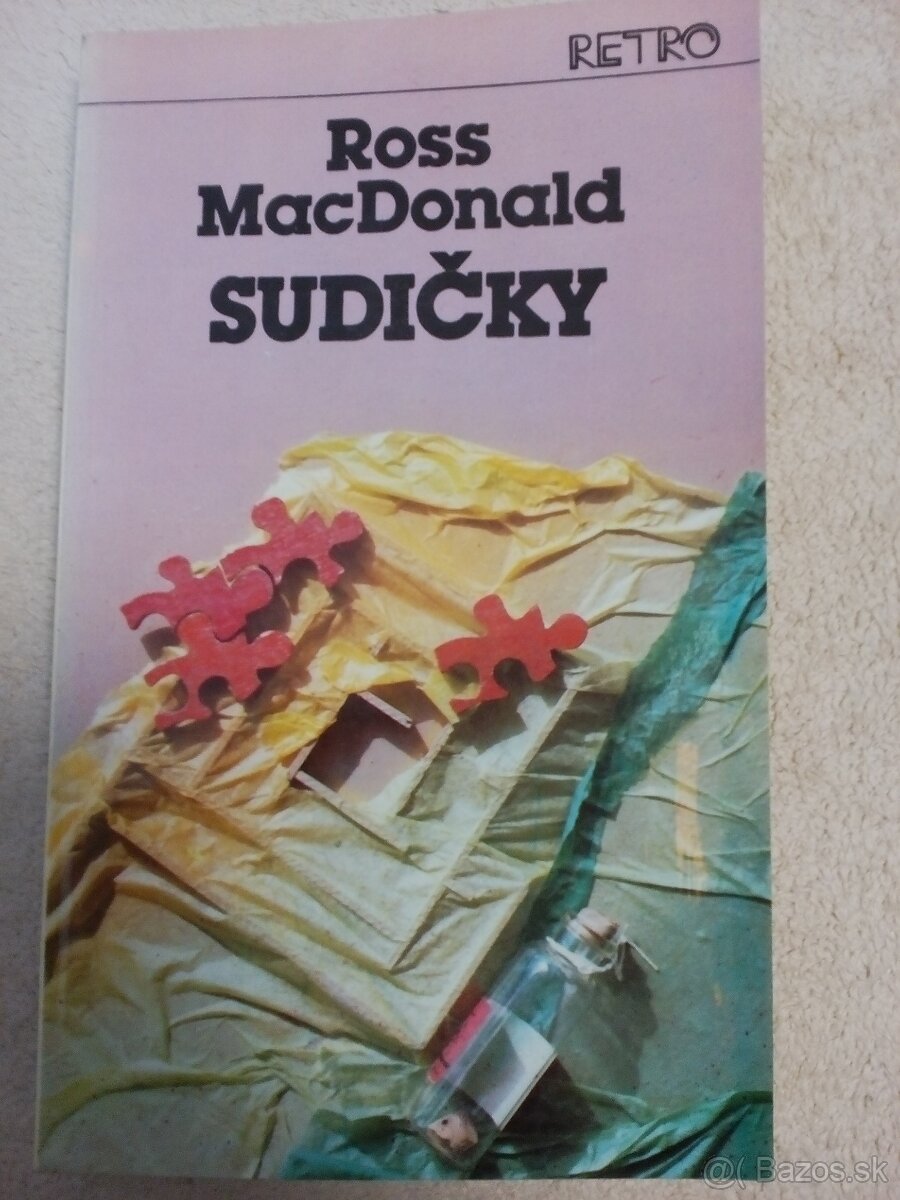 RETRO
Ross
MacDonald
SUDIČKY
@( Bazos.sk